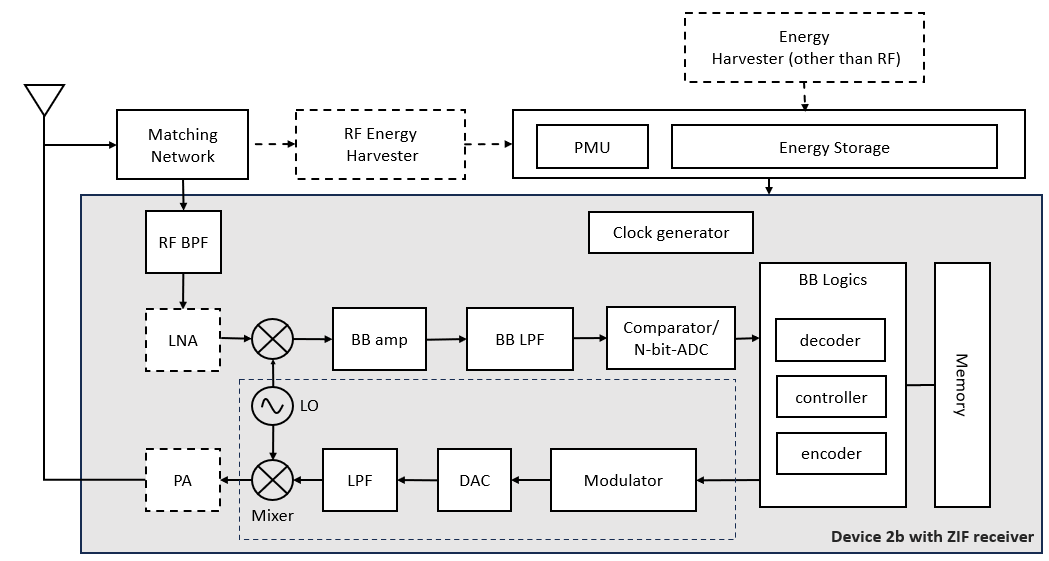 Energy
Harvester (other than RF)
Matching
Network
RF Energy
Harvester
PMU
Energy Storage
RF BPF
Clock generator
BB Logics
LNA
BB amp
BB LPF
Comparator/
N-bit-ADC
decoder
controller
encoder
Memory
LO
PA
Mixer
LPF
DAC
Modulator
Device 2b with ZIF receiver